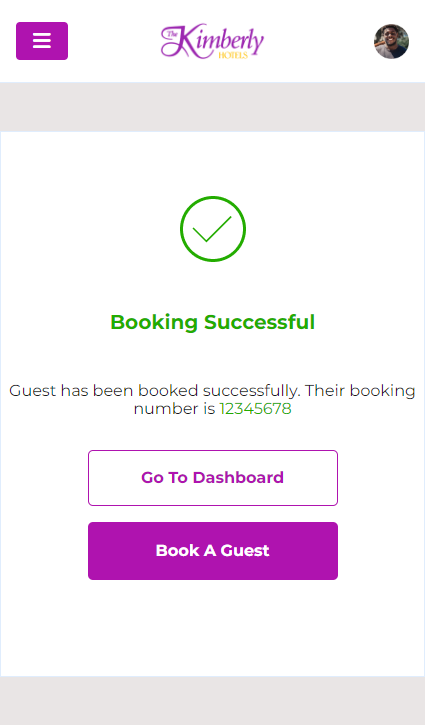 The
Kimberly
HOTELS
Booking Successful
Guest has been booked successfully. Their booking
number is 12345678
Go To Dashboard
Book A Guest